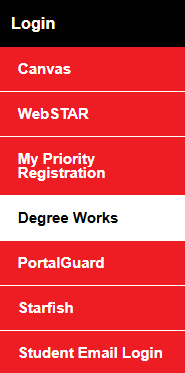 Login
Canvas
WebSTAR
My Priority
Registration
Degree Works
PortalGuard
Starfish
Student Email Login